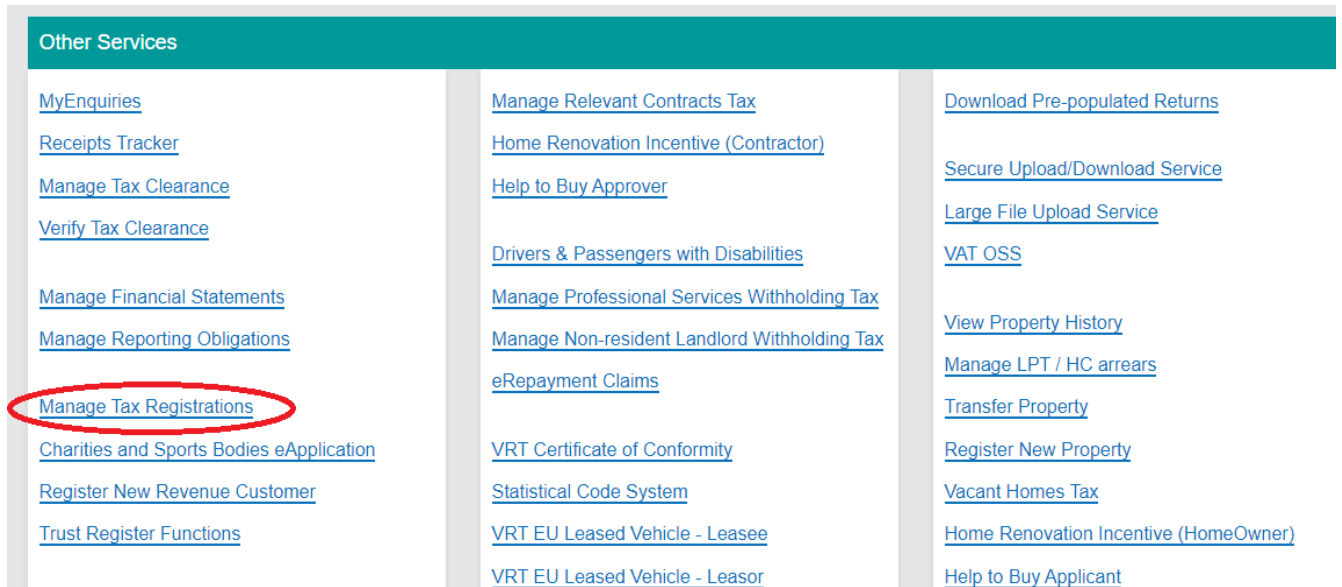 Other Services
MyEnquiries
Receipts Tracker
Manage Tax Clearance
Verify Tax Clearance
Manage Financial Statements
Manage Reporting Obligations
Manage Tax Registrations
Charities and Sports Bodies eApplication
Register New Revenue Customer
Trust Register Functions
Manage Relevant Contracts Tax
Home Renovation Incentive (Contractor)
Help to Buy Approver
Drivers & Passengers with Disabilities
Manage Professional Services Withholding Tax
Manage Non-resident Landlord Withholding Tax
eRepayment Claims
VRT Certificate of Conformity
Statistical Code System
VRT EU Leased Vehicle - Leasee
VRT EU Leased Vehicle - Leasor
Download Pre-populated Returns
Secure Upload/Download Service
Large File Upload Service
VAT OSS
View Property History
Manage LPT / HC arrears
Transfer Property
Register New Property
Vacant Homes Tax
Home Renovation Incentive (HomeOwner)
Help to Buy Applicant